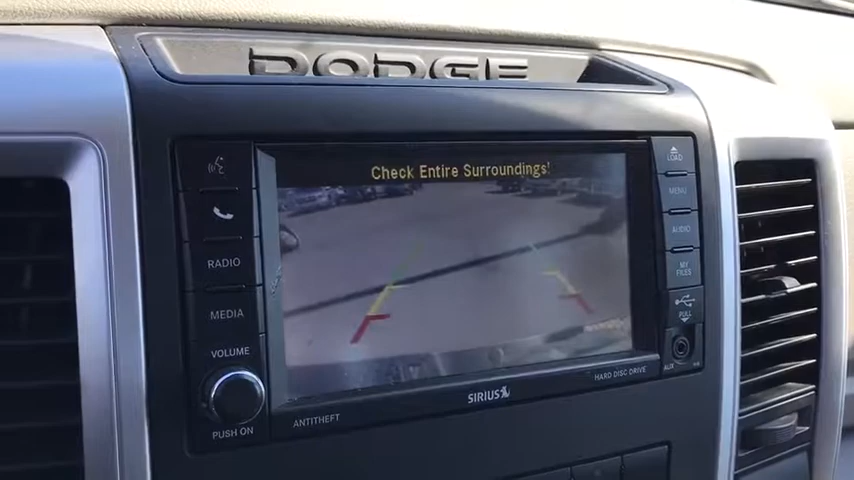 DODGE
Check Entire Surroundings!
RADIO
MEDIA
VOLUME
PUSH ON
ANTITHEFT
SIRIUS
HARD DISC DRIVE
LOAD
MENU
AUDIO
MY
FILES
PULL
AUX